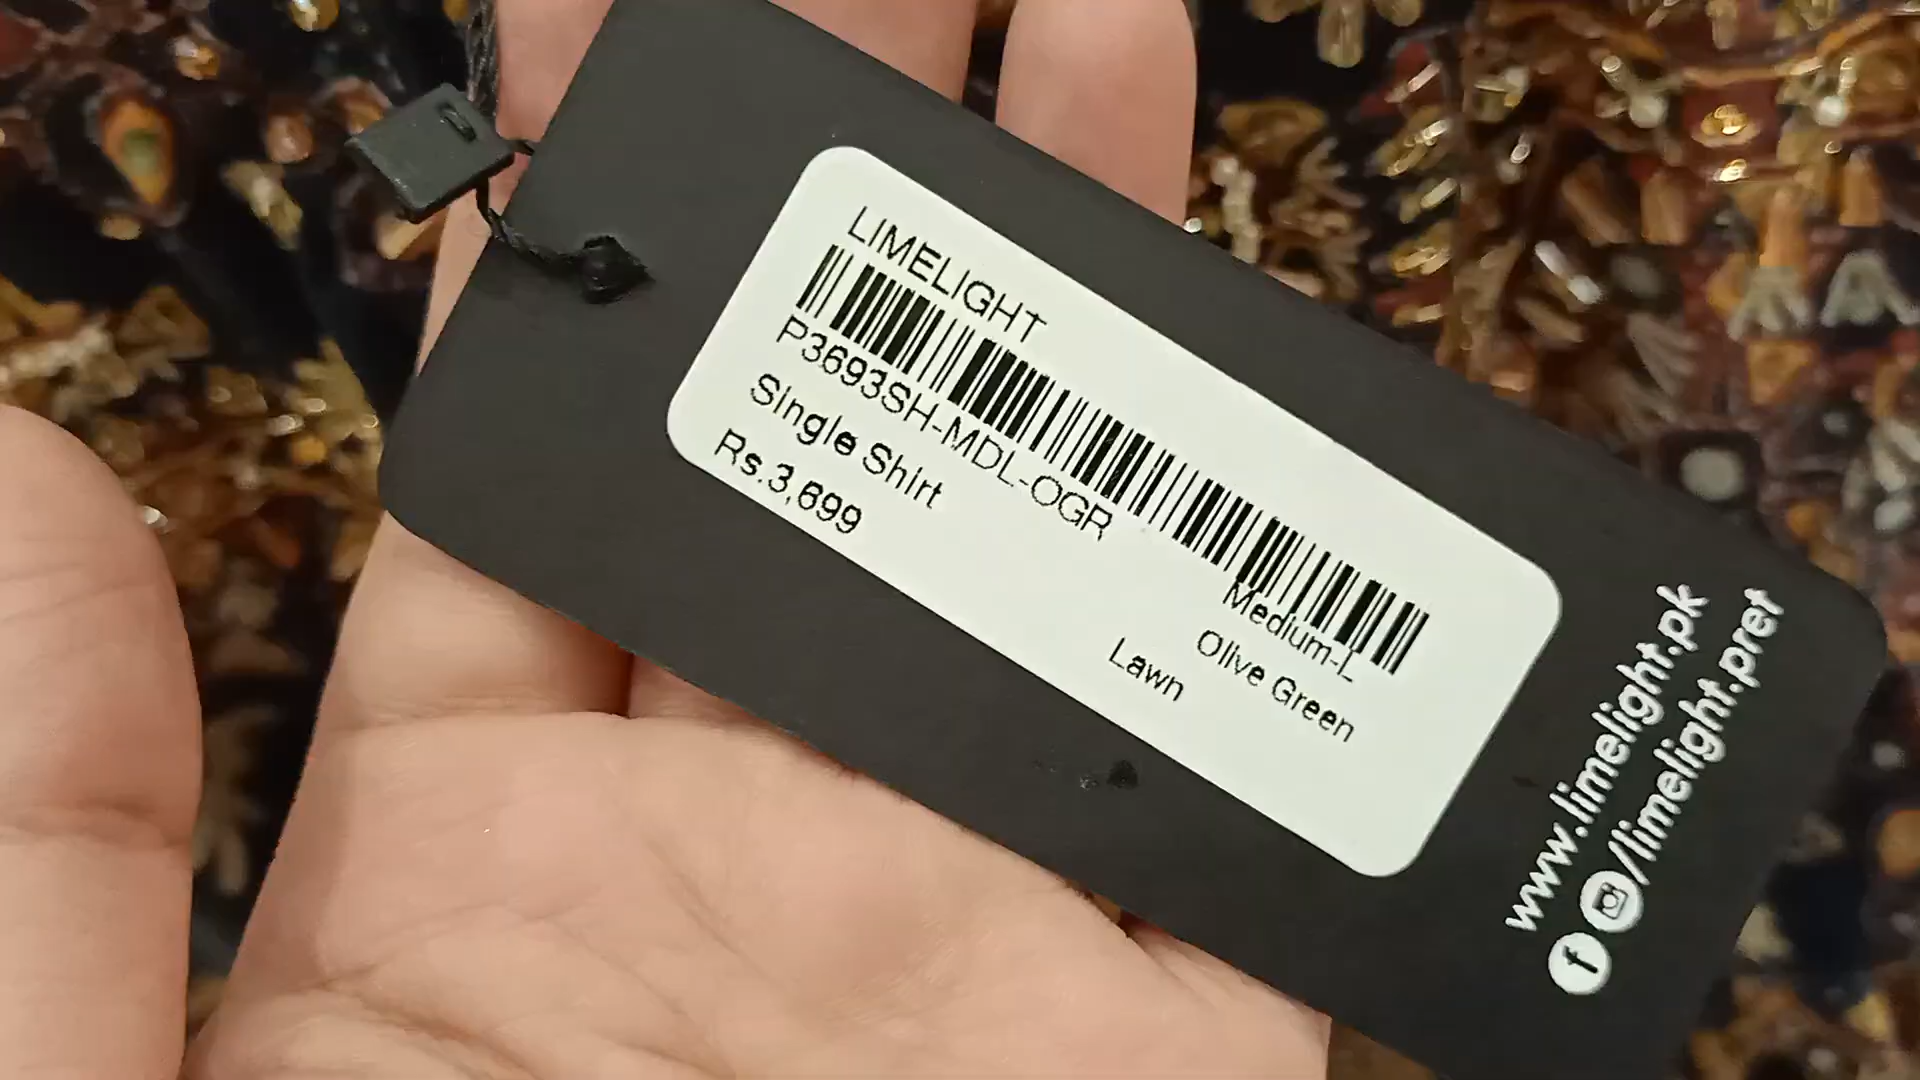 LIMELIGHT
P3693SH-MDL-OGR
Single Shirt
Medium-L
Rs.3,699
Olive Green
Lawn
www.limelight.pk
/limelight.pret